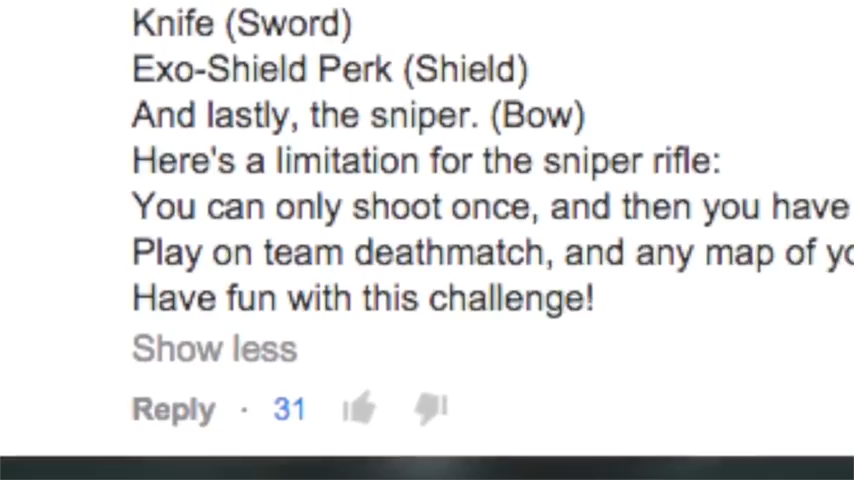 Knife (Sword)
Exo-Shield Perk (Shield)
And lastly, the sniper. (Bow)
Here's a limitation for the sniper rifle:
You can only shoot once, and then you have
Play on team deathmatch, and any map of yo
Have fun with this challenge!
Show less
Reply · 31